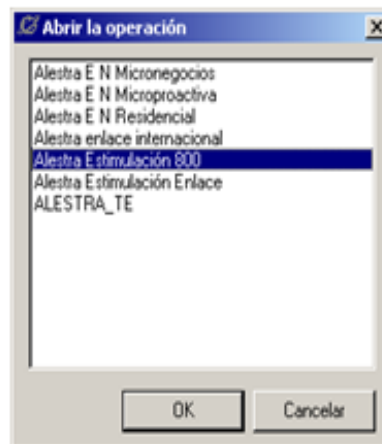 Abrir la operación
Alestra E N Micronegocios
Alestra E N Microproactiva
Alestra E N Residencial
Alestra enlace internacional
Alestra Estimulación 800
Alestra Estimulación Enlace
ALESTRA_TE
OK
Cancelar